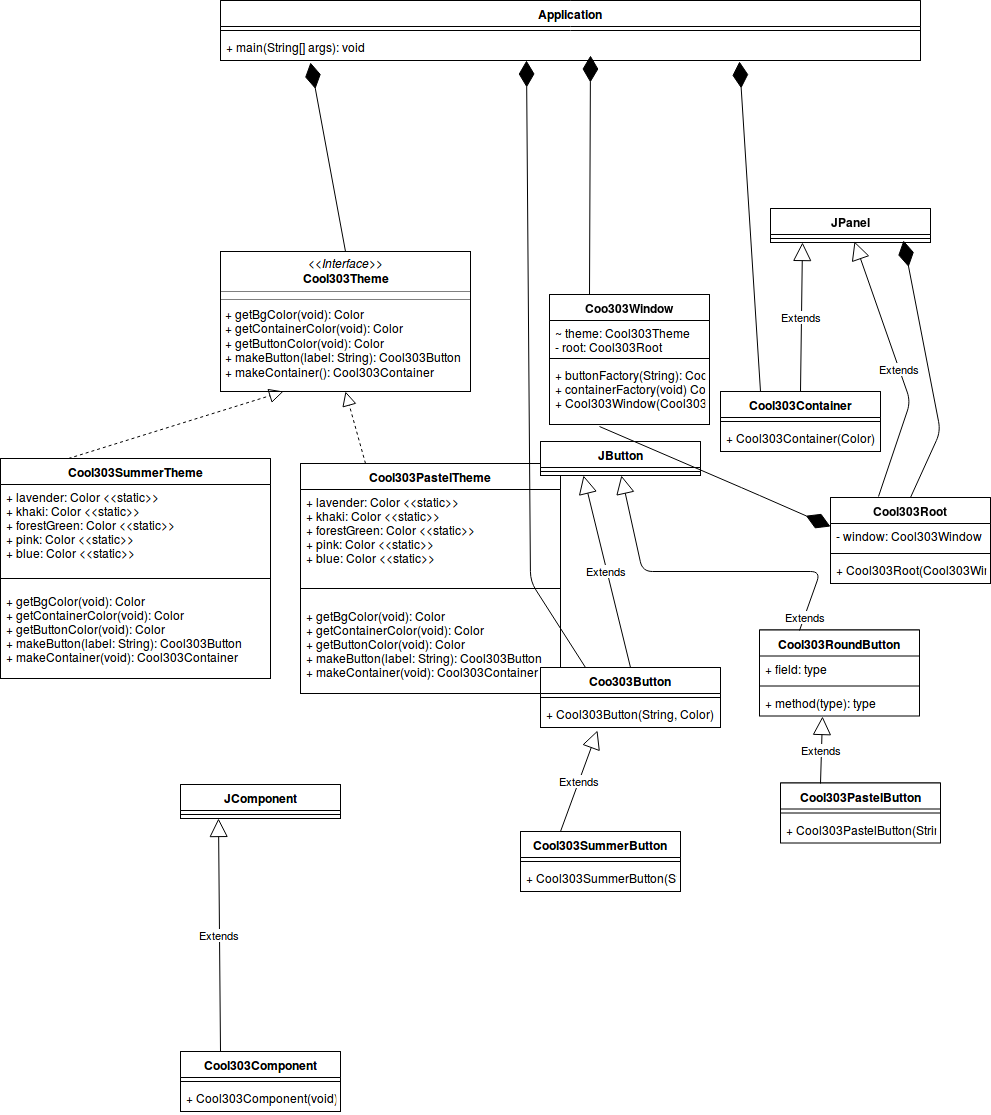 Application
+ main(String[] args): void
JPanel
<<Interface>>
Cool303Theme
+ getBgColor(void): Color
+ getContainerColor(void): Color
+ getButtonColor(void): Color
+ makeButton(label: String): Cool303Button
+ makeContainer(): Cool303Container
Coo303Window
~ theme: Cool303Theme
- root: Cool303Root
+ buttonFactory(String): Coo
+ containerFactory(void) Co
+ Cool303Window(Cool303
Extends
Extends
Cool303Container
+ Cool303Container(Color)
JButton
Cool303SummerTheme
+ lavender: Color <<static>>
+ khaki: Color <<static>>
+ forestGreen: Color <<static>>
+ pink: Color <<static>>
+ blue: Color <<static>>
+ getBgColor(void): Color
+ getContainerColor(void): Color
+ getButtonColor(void): Color
+ makeButton(label: String): Cool303Button
+ makeContainer(void): Cool303Container
Cool303PastelTheme
+ lavender: Color <<static>>
+ khaki: Color <<static>>
+ forestGreen: Color <<static>>
+ pink: Color <<static>>
+ blue: Color <<static>>
+ getBgColor(void): Color
+ getContainerColor(void): Color
+ getButtonColor(void): Color
+ makeButton(label: String): Cool303Button
+ makeContainer(void): Cool303Container
Cool303Root
- window: Cool303Window
+ Cool303Root(Cool303Wi
Extends
Extends
Cool303RoundButton
+ field: type
+ method(type): type
Coo303Button
+ Cool303Button(String, Color)
Extends
Extends
Cool303PastelButton
+ Cool303PastelButton(Stri
Cool303SummerButton
+ Cool303SummerButton(S
JComponent
Extends
Cool303Component
+ Cool303Component(void)